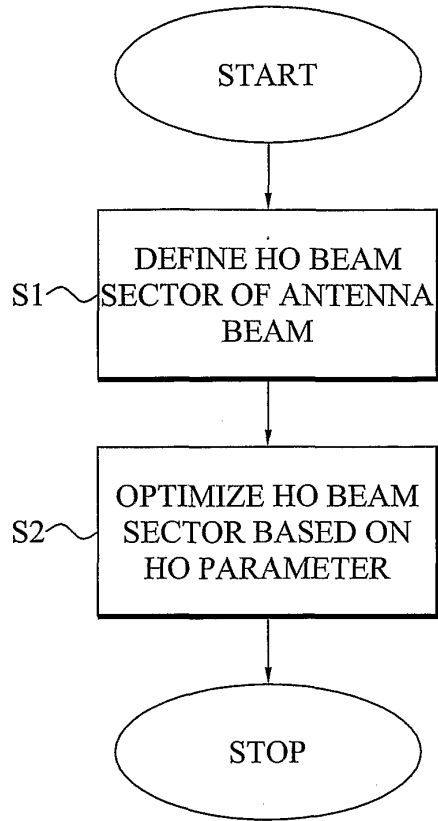 START
DEFINE HO BEAM
S1
SECTOR OF ANTENNA
BEAM
OPTIMIZE HO BEAM
S2
SECTOR BASED ON
HO PARAMETER
STOP